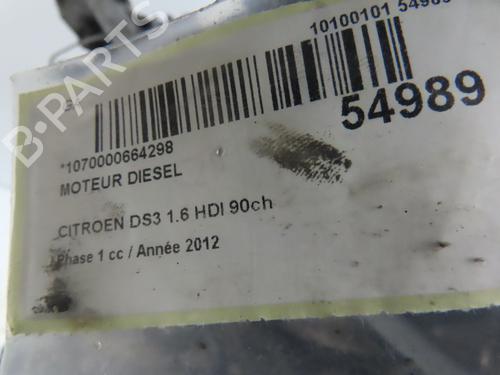 10100101 54989
54989
*1070000664298
MOTEUR DIESEL
CITROEN DS3 1.6 HDI 90ch
Phase 1 cc / Année 2012
B-PARTS